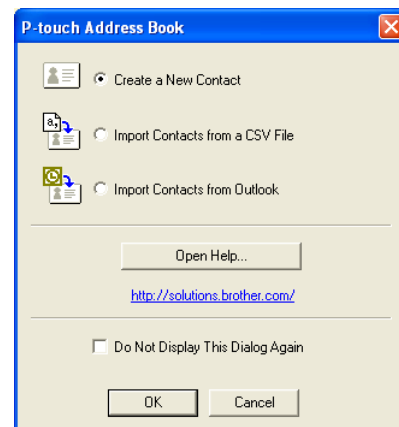 P-touch Address Book
Create a New Contact
a,
Import Contacts from a CSV File
Import Contacts from Outlook
Open Help...
http://solutions.brother.com/
Do Not Display This Dialog Again
OK
Cancel